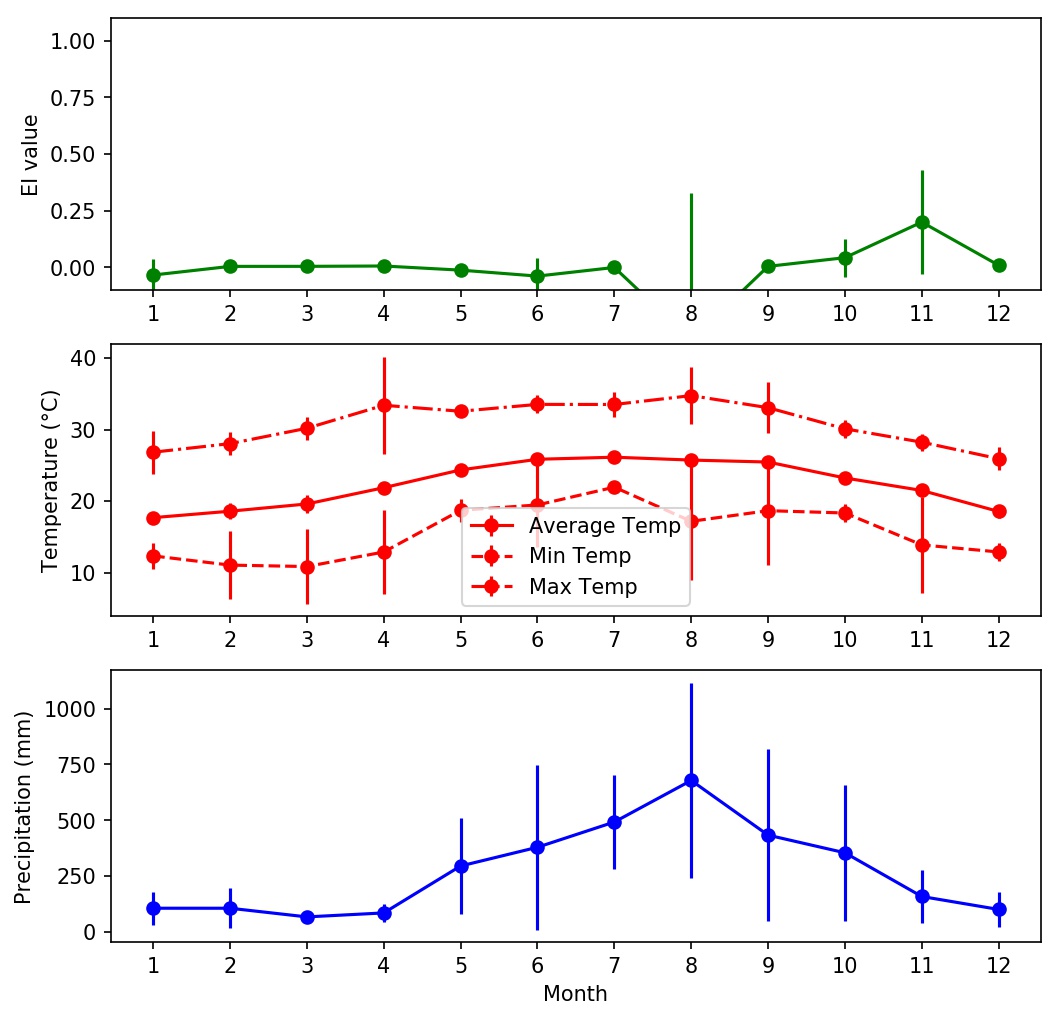 1.00
0.75
0.50
0.25
0.00
EI value
1 2 3 4 5 6 7 8 9 10 11 12
40
30
20
10
Temperature (°C)
Average Temp
Min Temp
Max Temp
1 2 3 4 5 6 7 8 9 10 11 12
1000
750
500
250
0
Precipitation (mm)
1 2 3 4 5 6 7 8 9 10 11 12
Month